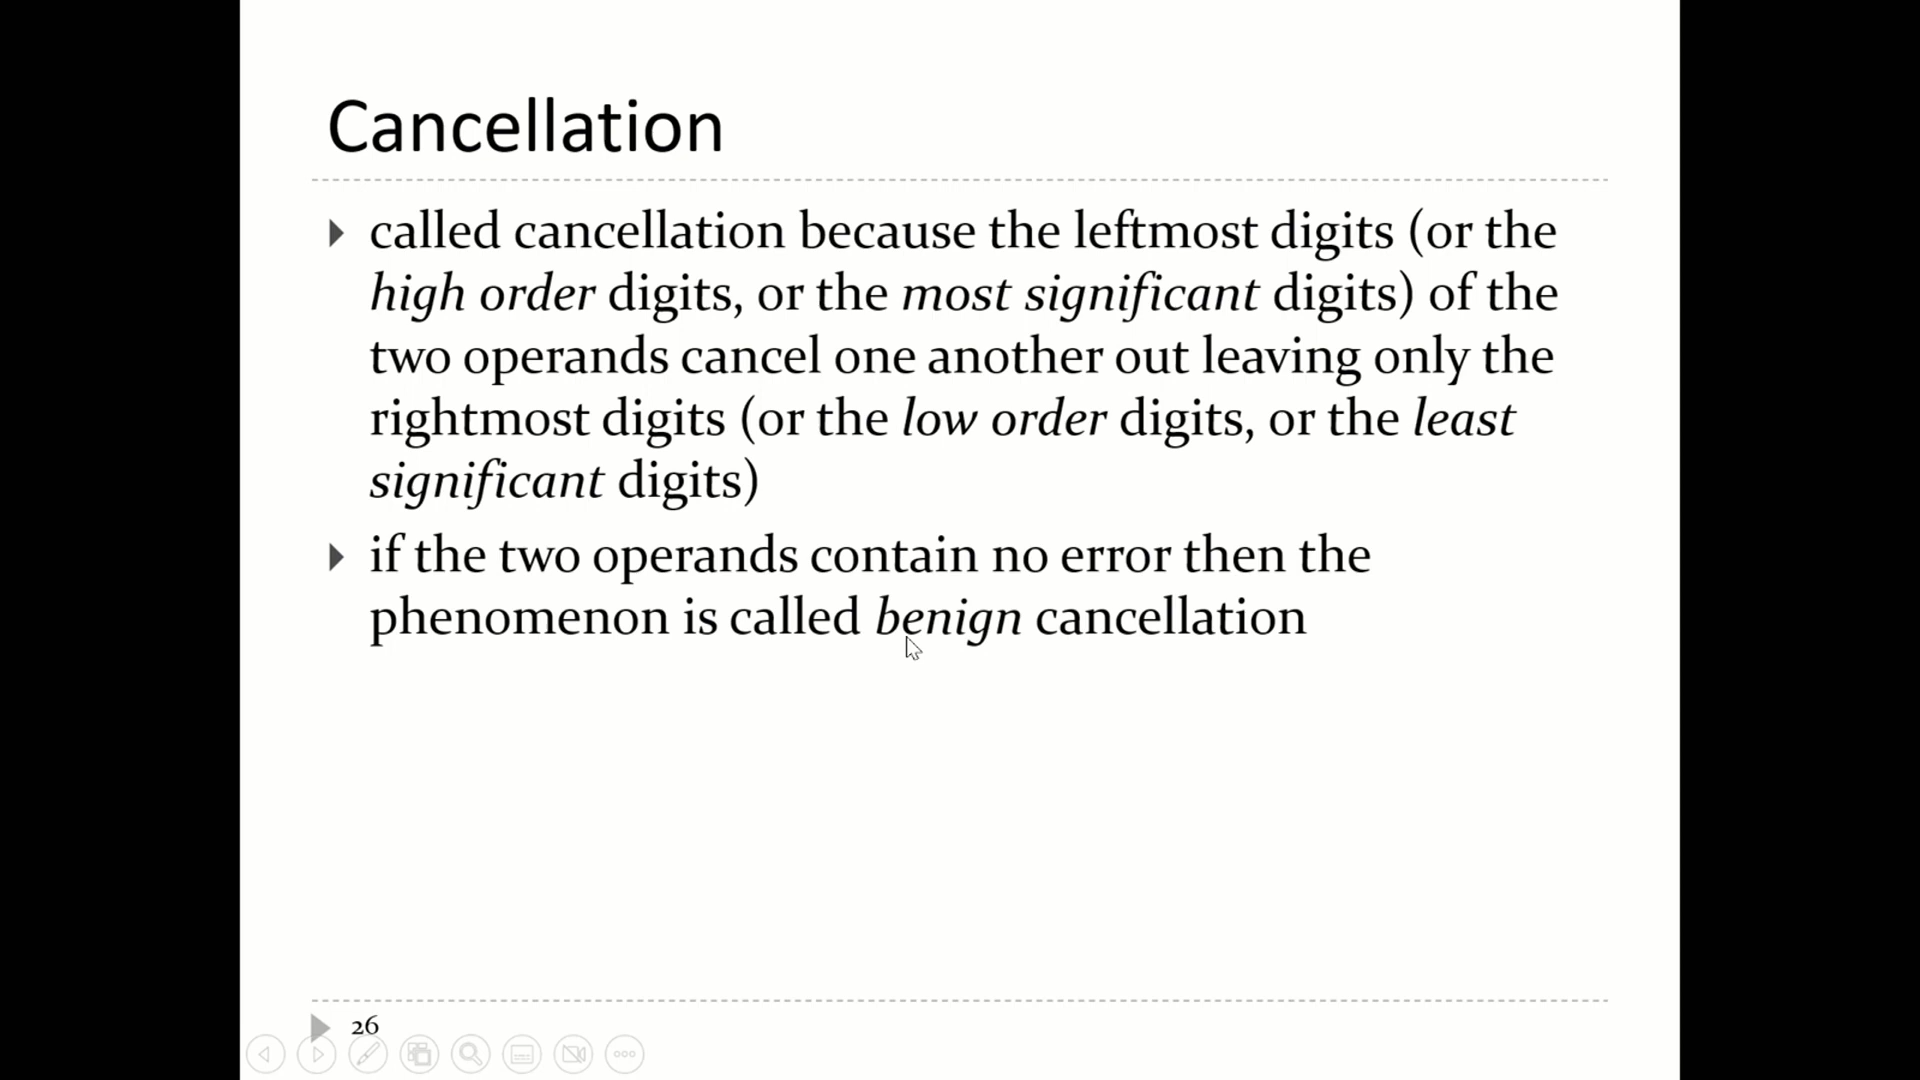 Cancellation
called cancellation because the leftmost digits (or the
high order digits, or the most significant digits) of the
two operands cancel one another out leaving only the
rightmost digits (or the low order digits, or the least
significant digits)
if the two operands contain no error then the
phenomenon is called benign cancellation
26